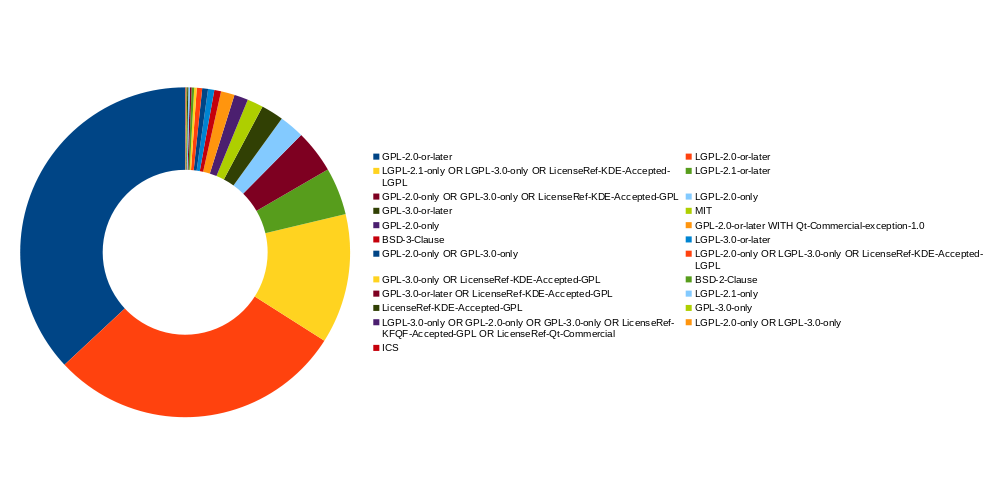 GPL-2.0-or-later
LGPL-2.0-or-later
LGPL-2.1-only OR LGPL-3.0-only OR LicenseRef-KDE-Accepted-
LGPL
LGPL-2.1-or-later
GPL-2.0-only OR GPL-3.0-only OR LicenseRef-KDE-Accepted-GPL
LGPL-2.0-only
GPL-3.0-or-later
MIT
GPL-2.0-only
GPL-2.0-or-later WITH Qt-Commercial-exception-1.0
BSD-3-Clause
LGPL-3.0-or-later
GPL-2.0-only OR GPL-3.0-only
LGPL-2.0-only OR LGPL-3.0-only OR LicenseRef-KDE-Accepted-
LGPL
GPL-3.0-only OR LicenseRef-KDE-Accepted-GPL
BSD-2-Clause
GPL-3.0-or-later OR LicenseRef-KDE-Accepted-GPL
LGPL-2.1-only
LicenseRef-KDE-Accepted-GPL
GPL-3.0-only
LGPL-3.0-only OR GPL-2.0-only OR GPL-3.0-only OR LicenseRef-
KFQF-Accepted-GPL OR LicenseRef-Qt-Commercial
LGPL-2.0-only OR LGPL-3.0-only
ICS